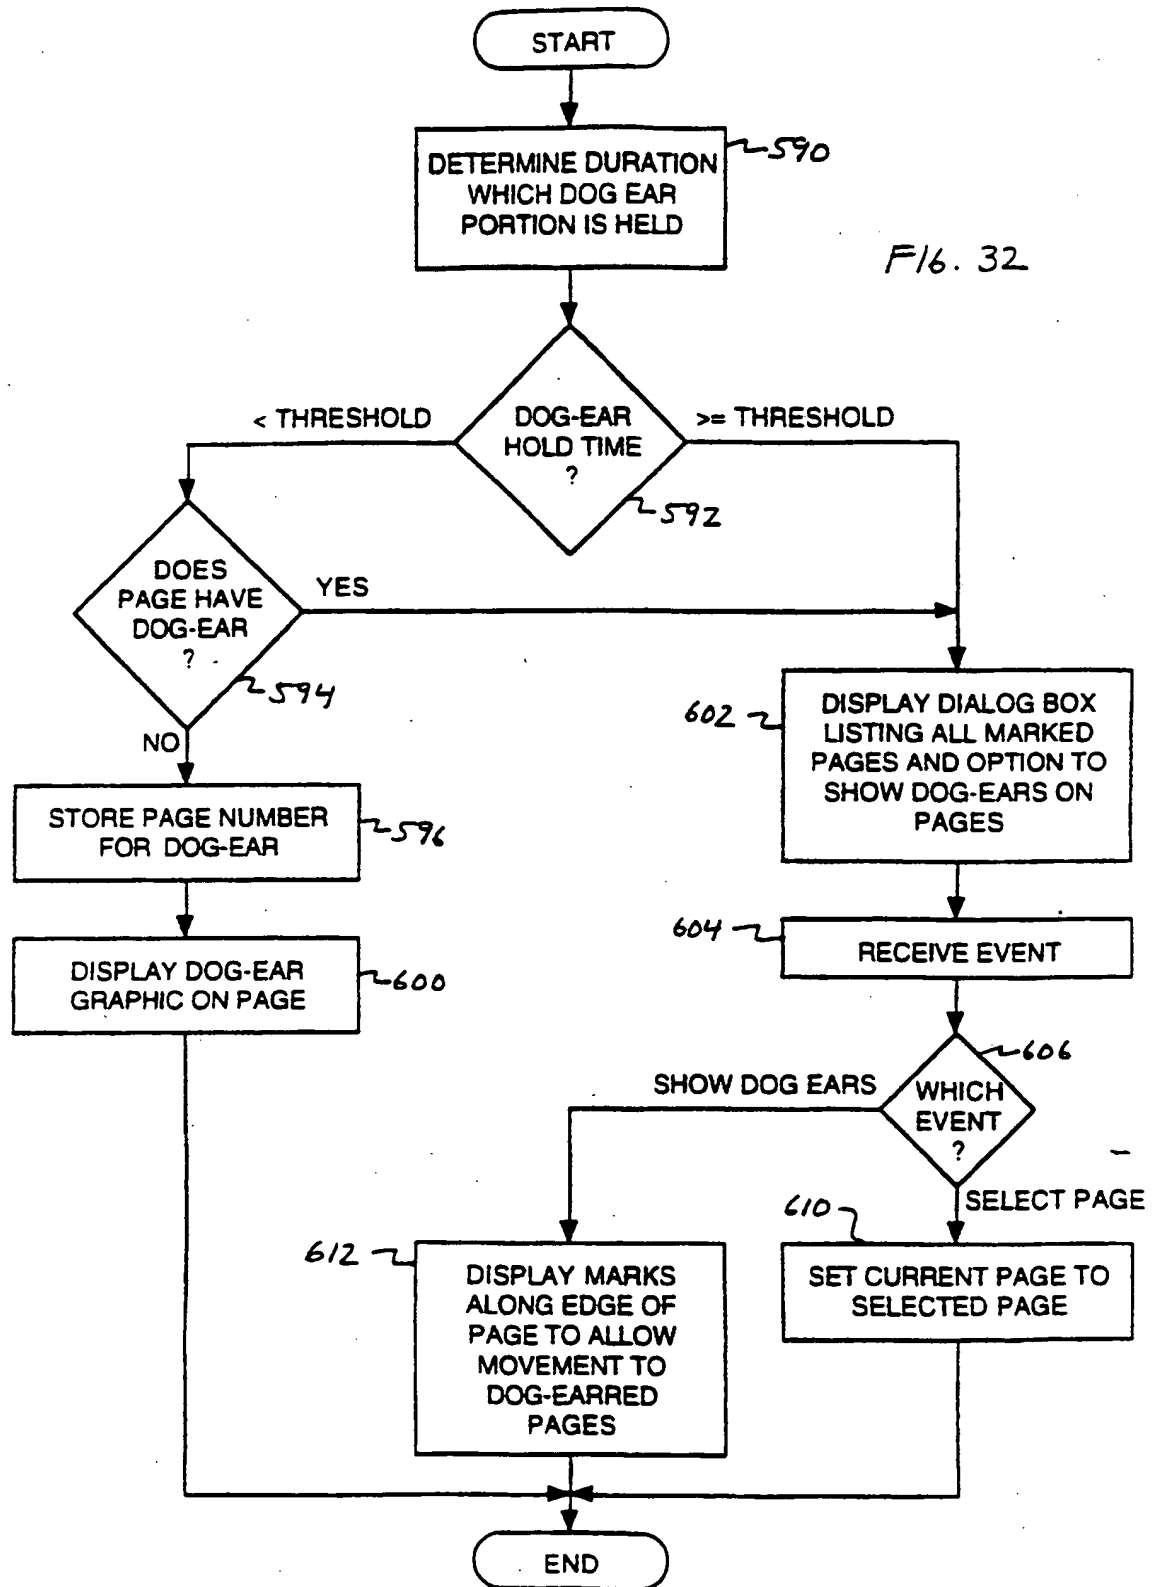 START
DETERMINE DURATION
WHICH DOG EAR
PORTION IS HELD
590
FIG. 32
< THRESHOLD
DOG-EAR
HOLD TIME
?
>= THRESHOLD
592
DOES
PAGE HAVE
DOG-EAR
?
YES
594
NO
STORE PAGE NUMBER
FOR DOG-EAR
596
DISPLAY DOG-EAR
GRAPHIC ON PAGE
600
602
DISPLAY DIALOG BOX
LISTING ALL MARKED
PAGES AND OPTION TO
SHOW DOG-EARS ON
PAGES
604
RECEIVE EVENT
606
SHOW DOG EARS
WHICH
EVENT
?
SELECT PAGE
610
SET CURRENT PAGE TO
SELECTED PAGE
612
DISPLAY MARKS
ALONG EDGE OF
PAGE TO ALLOW
MOVEMENT TO
DOG-EARRED
PAGES
END